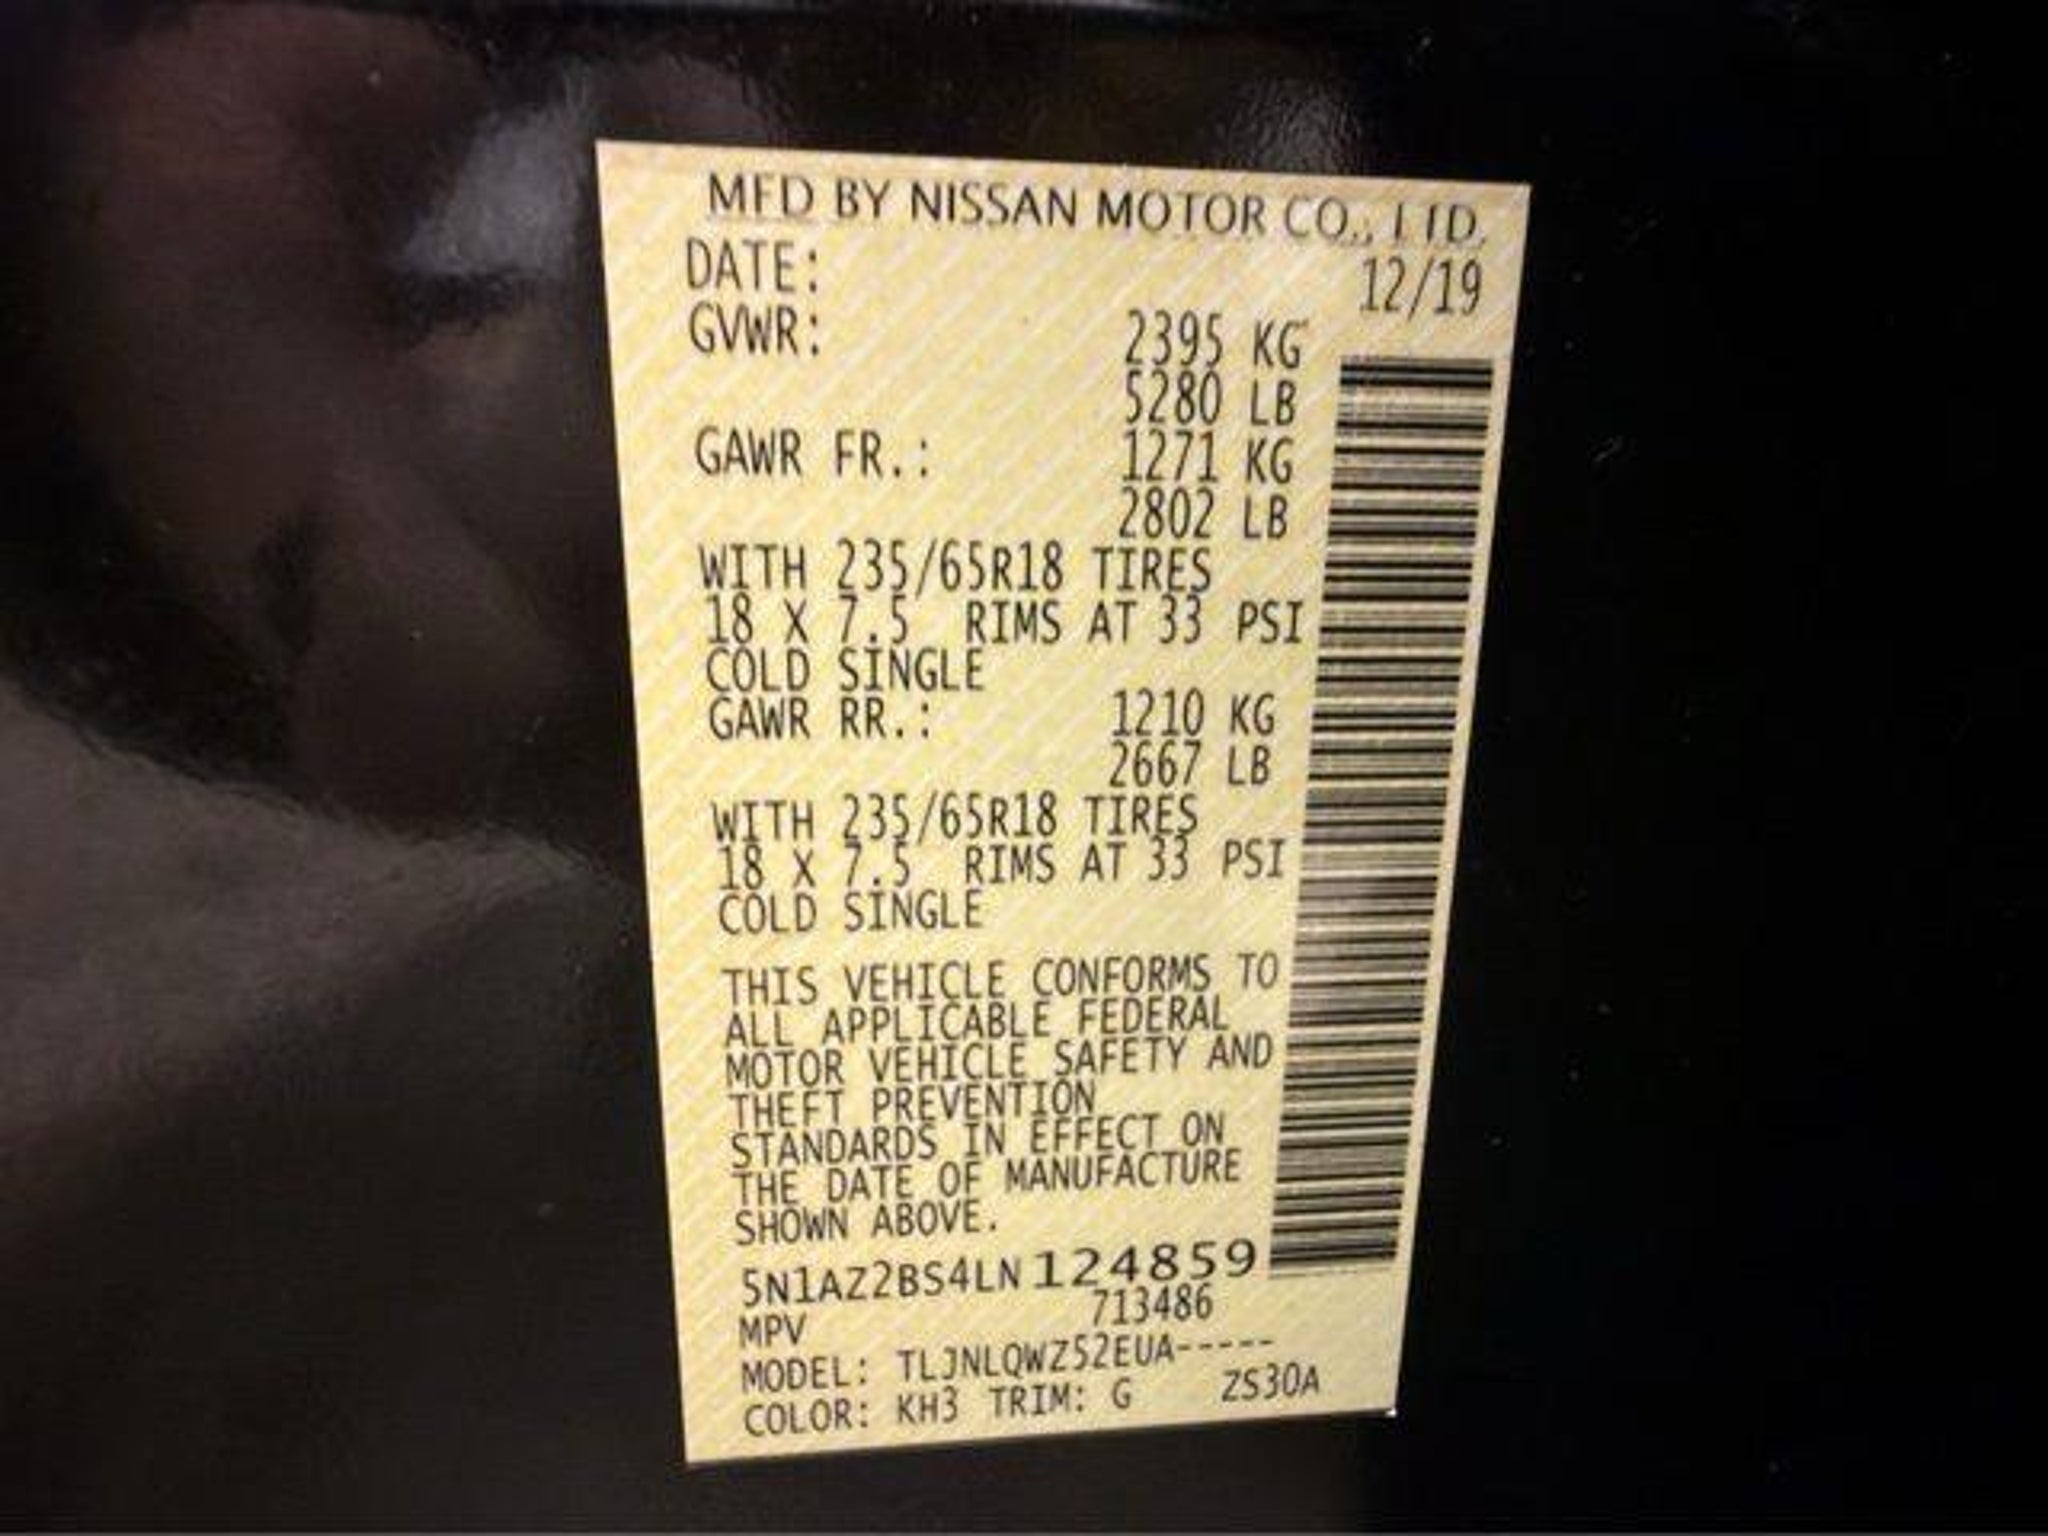 MFD BY NISSAN MOTOR CO., LTD.
DATE: 12/19
GVWR: 2395 KG
5280 LB
GAWR FR.: 1271 KG
2802 LB
WITH 235/65R18 TIRES
18 X 7.5 RIMS AT 33 PSI
COLD SINGLE
GAWR RR.: 1210 KG
2667 LB
WITH 235/65R18 TIRES
18 X 7.5 RIMS AT 33 PSI
COLD SINGLE
THIS VEHICLE CONFORMS TO
ALL APPLICABLE FEDERAL
MOTOR VEHICLE SAFETY AND
THEFT PREVENTION
STANDARDS IN EFFECT ON
THE DATE OF MANUFACTURE
SHOWN ABOVE.
5N1AZ2BS4LN124859
MPV 713486
MODEL: TLJNLQWZ52EUA-----
COLOR: KH3 TRIM: G ZS30A